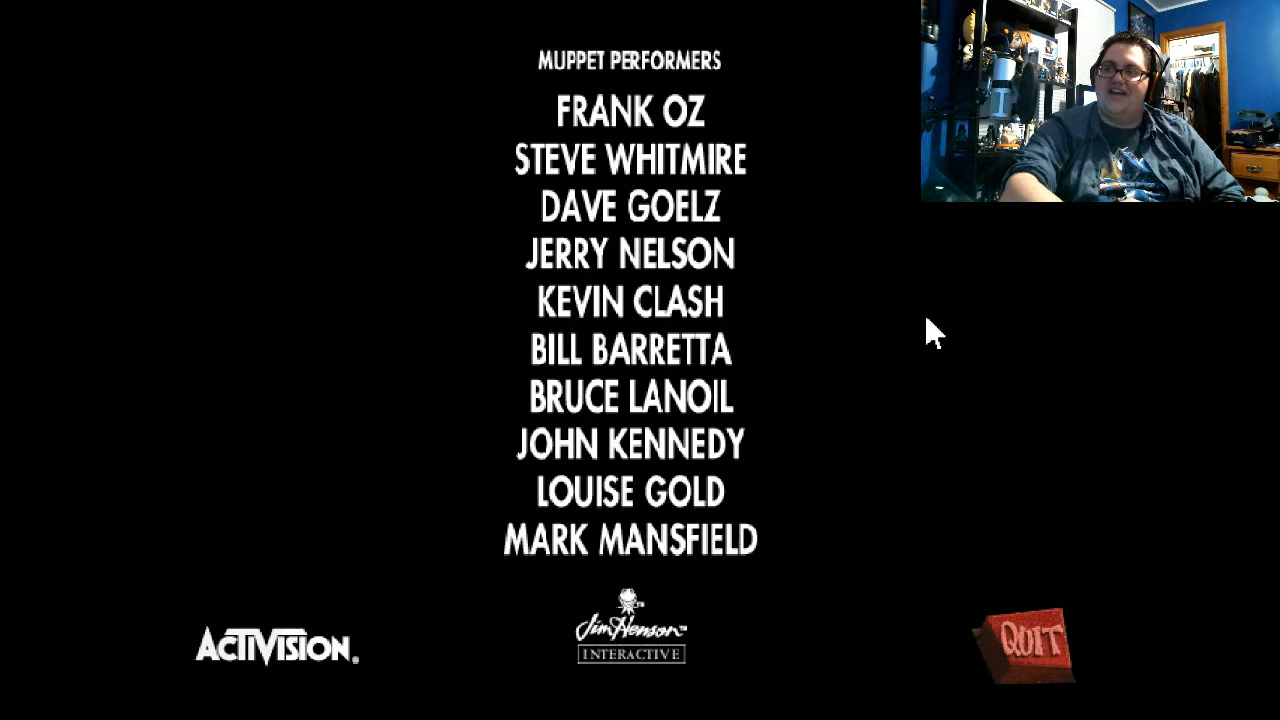 MUPPET PERFORMERS
FRANK OZ
STEVE WHITMIRE
DAVE GOELZ
JERRY NELSON
KEVIN CLASH
BILL BARRETTA
BRUCE LANOIL
JOHN KENNEDY
LOUISE GOLD
MARK MANSFIELD
ACTIVISION®
Jim Henson™
INTERACTIVE
QUIT